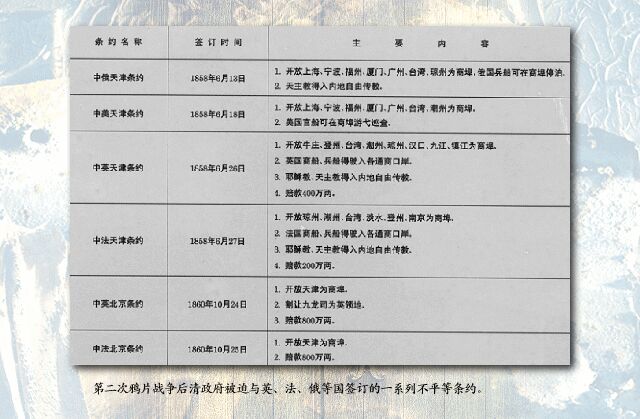 条约名称 签订时间 主要内容
中俄天津条约 1858年6月13日 1. 开放上海、宁波、福州、厦门、广州、台湾、琼州为商埠，俄国兵船可在商埠停泊。
2. 天主教得入内地自由传教。
中美天津条约 1858年6月18日 1. 开放上海、宁波、福州、厦门、广州、台湾、潮州为商埠。
2. 美国官船可在商埠游弋巡查。
中英天津条约 1858年6月26日 1. 开放牛庄、登州、台湾、潮州、琼州、汉口、九江、镇江为商埠。
2. 英国商船、兵船得驶入各通商口岸。
3. 耶稣教、天主教得入内地自由传教。
4. 赔款400万两。
中法天津条约 1858年6月27日 1. 开放琼州、潮州、台湾、淡水、登州、南京为商埠。
2. 法国商船、兵船得驶入各通商口岸。
3. 耶稣教、天主教得入内地自由传教。
4. 赔款200万两。
中英北京条约 1860年10月24日 1. 开放天津为商埠。
2. 割让九龙司为英领地。
3. 赔款800万两。
中法北京条约 1860年10月25日 1. 开放天津为商埠.
2. 赔款800万两。
第二次鸦片战争后清政府被迫与英、法、俄等国签订的一系列不平等条约。